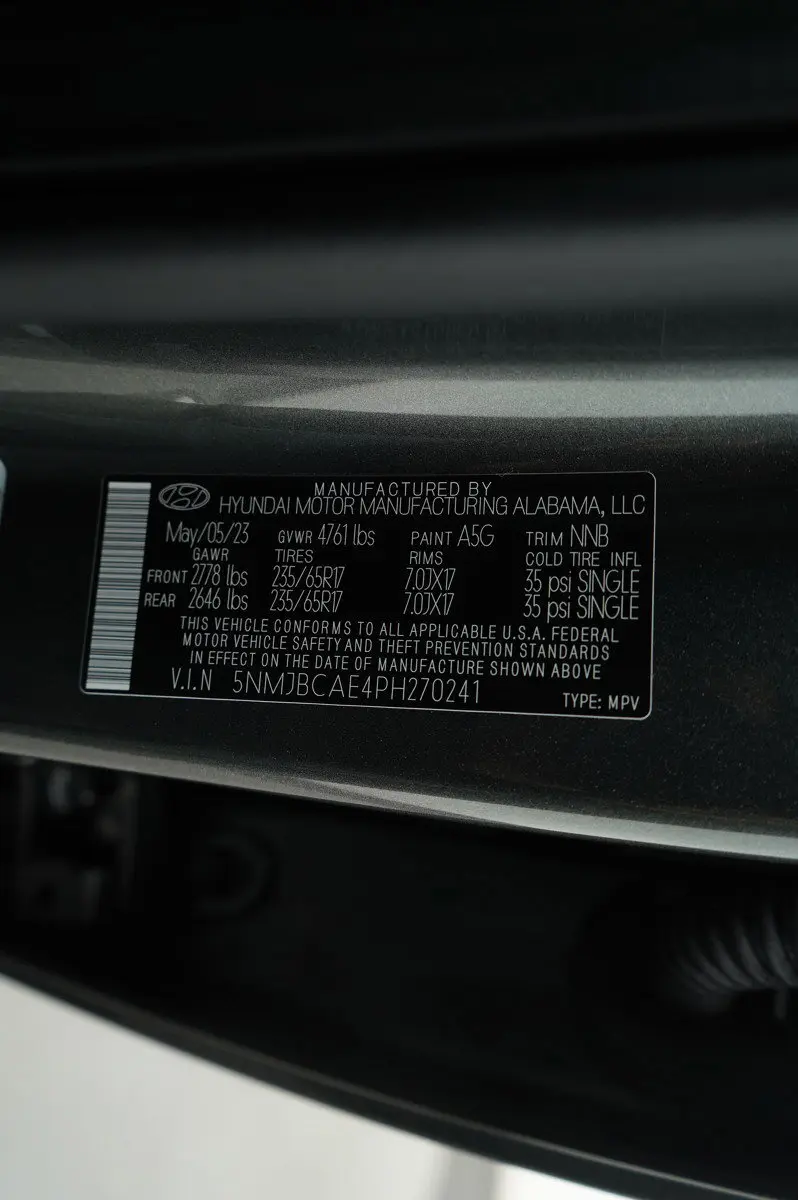 MANUFACTURED BY
HYUNDAI MOTOR MANUFACTURING ALABAMA, LLC
May/05/23 GVWR 4761 lbs PAINT A5G TRIM NNB
GAWR TIRES RIMS COLD TIRE INFL
FRONT 2778 lbs 235/65R17 7.0JX17 35 psi SINGLE
REAR 2646 lbs 235/65R17 7.0JX17 35 psi SINGLE
THIS VEHICLE CONFORMS TO ALL APPLICABLE U.S.A. FEDERAL
MOTOR VEHICLE SAFETY AND THEFT PREVENTION STANDARDS
IN EFFECT ON THE DATE OF MANUFACTURE SHOWN ABOVE
V.I.N 5NMJBCAE4PH270241 TYPE: MPV